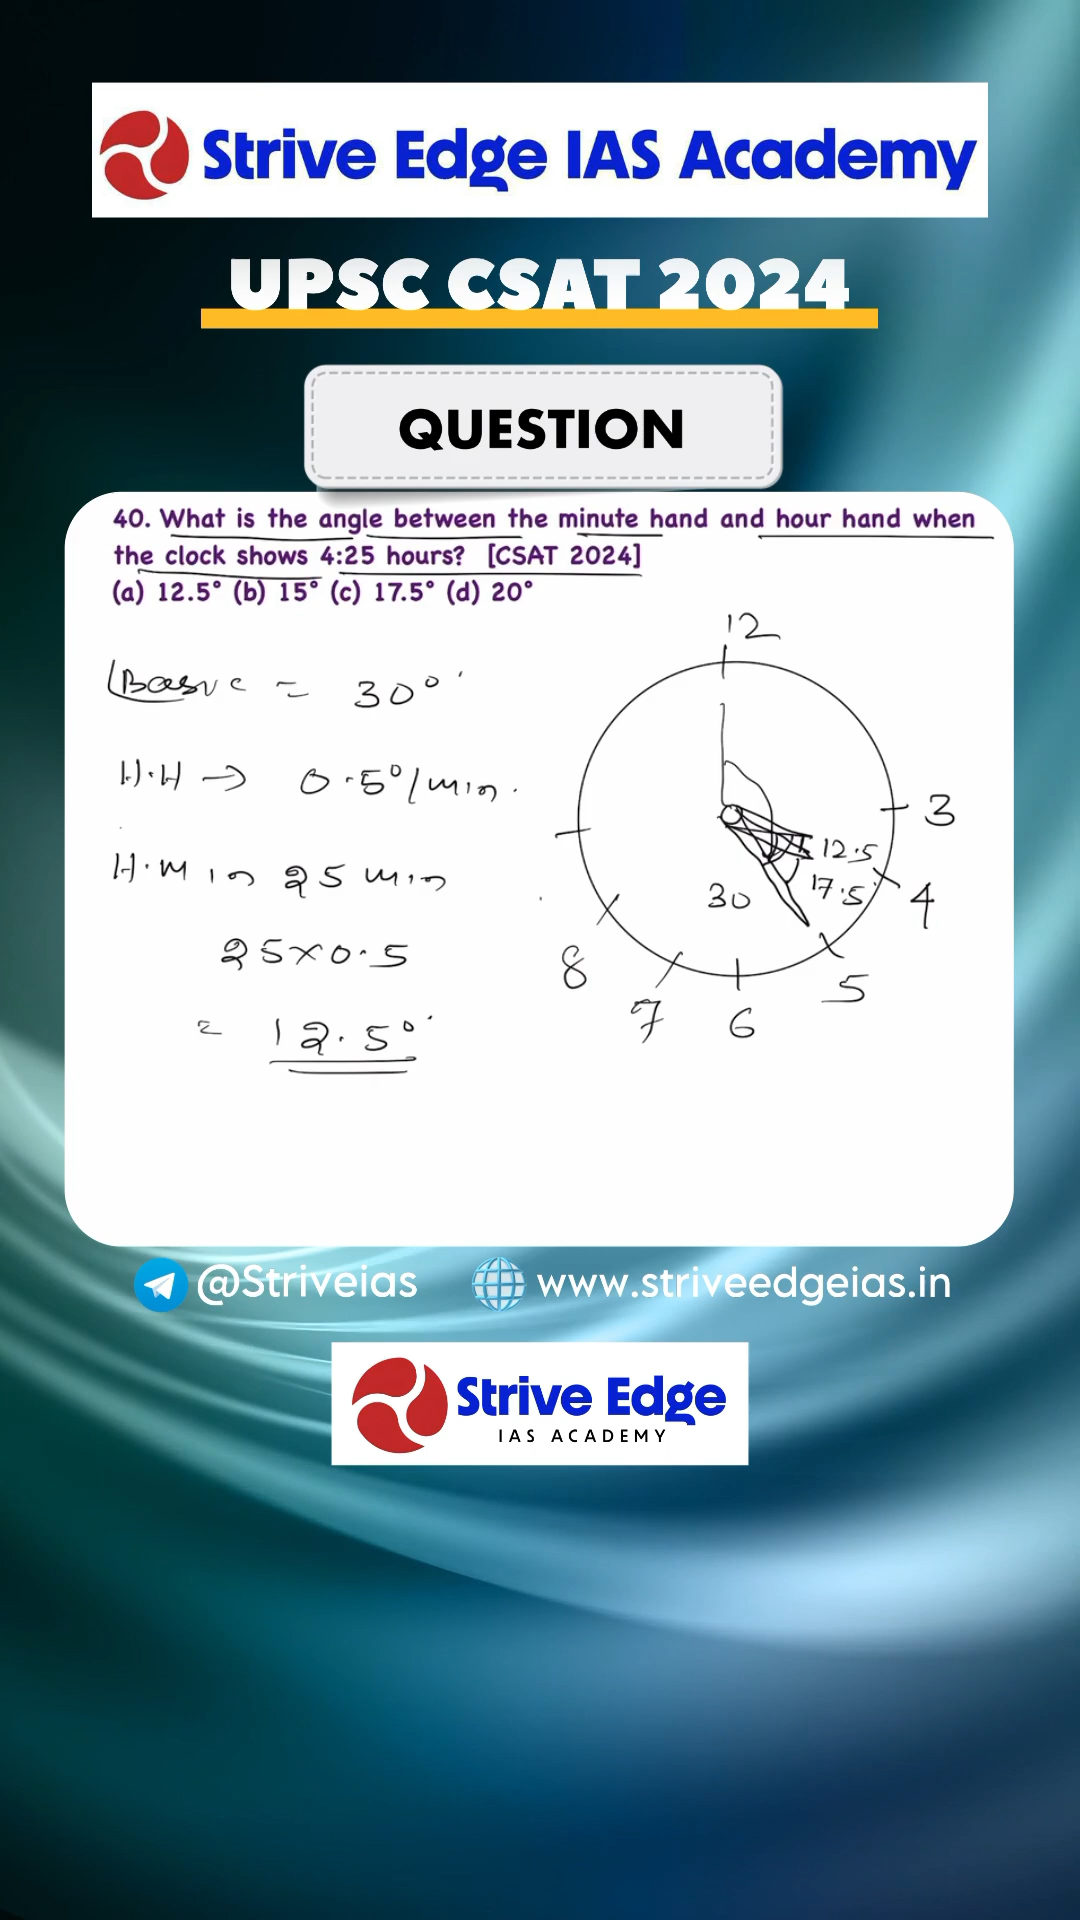 Strive Edge IAS Academy
UPSC CSAT 2024
QUESTION
40. What is the angle between the minute hand and hour hand when
the clock shows 4:25 hours? [CSAT 2024]
(a) 12.5° (b) 15° (c) 17.5° (d) 20°
12
Basic = 30°
H.H → 0.5°/min.
3
12.5
H.M in 25 min
17.5
30
4
25×0.5
8
5
= 12.5°
7
6
@Striveias
www.striveedgeias.in
Strive Edge
IAS ACADEMY